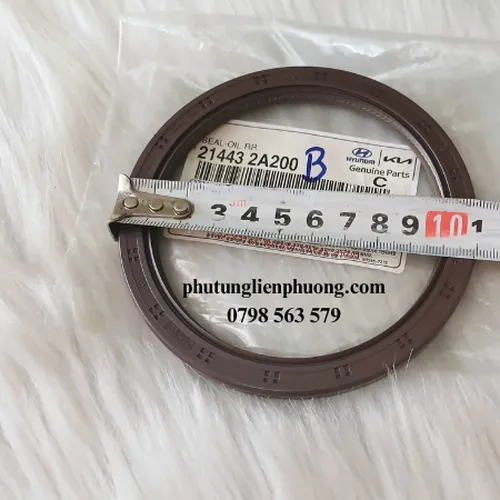 SEAL-OIL RR
21443 2A200 B
HYUNDAI KIA
Genuine Parts
C
3m
3 4 5 6 7 8 9 10 1
phutunglienphuong.com
0798 563 579